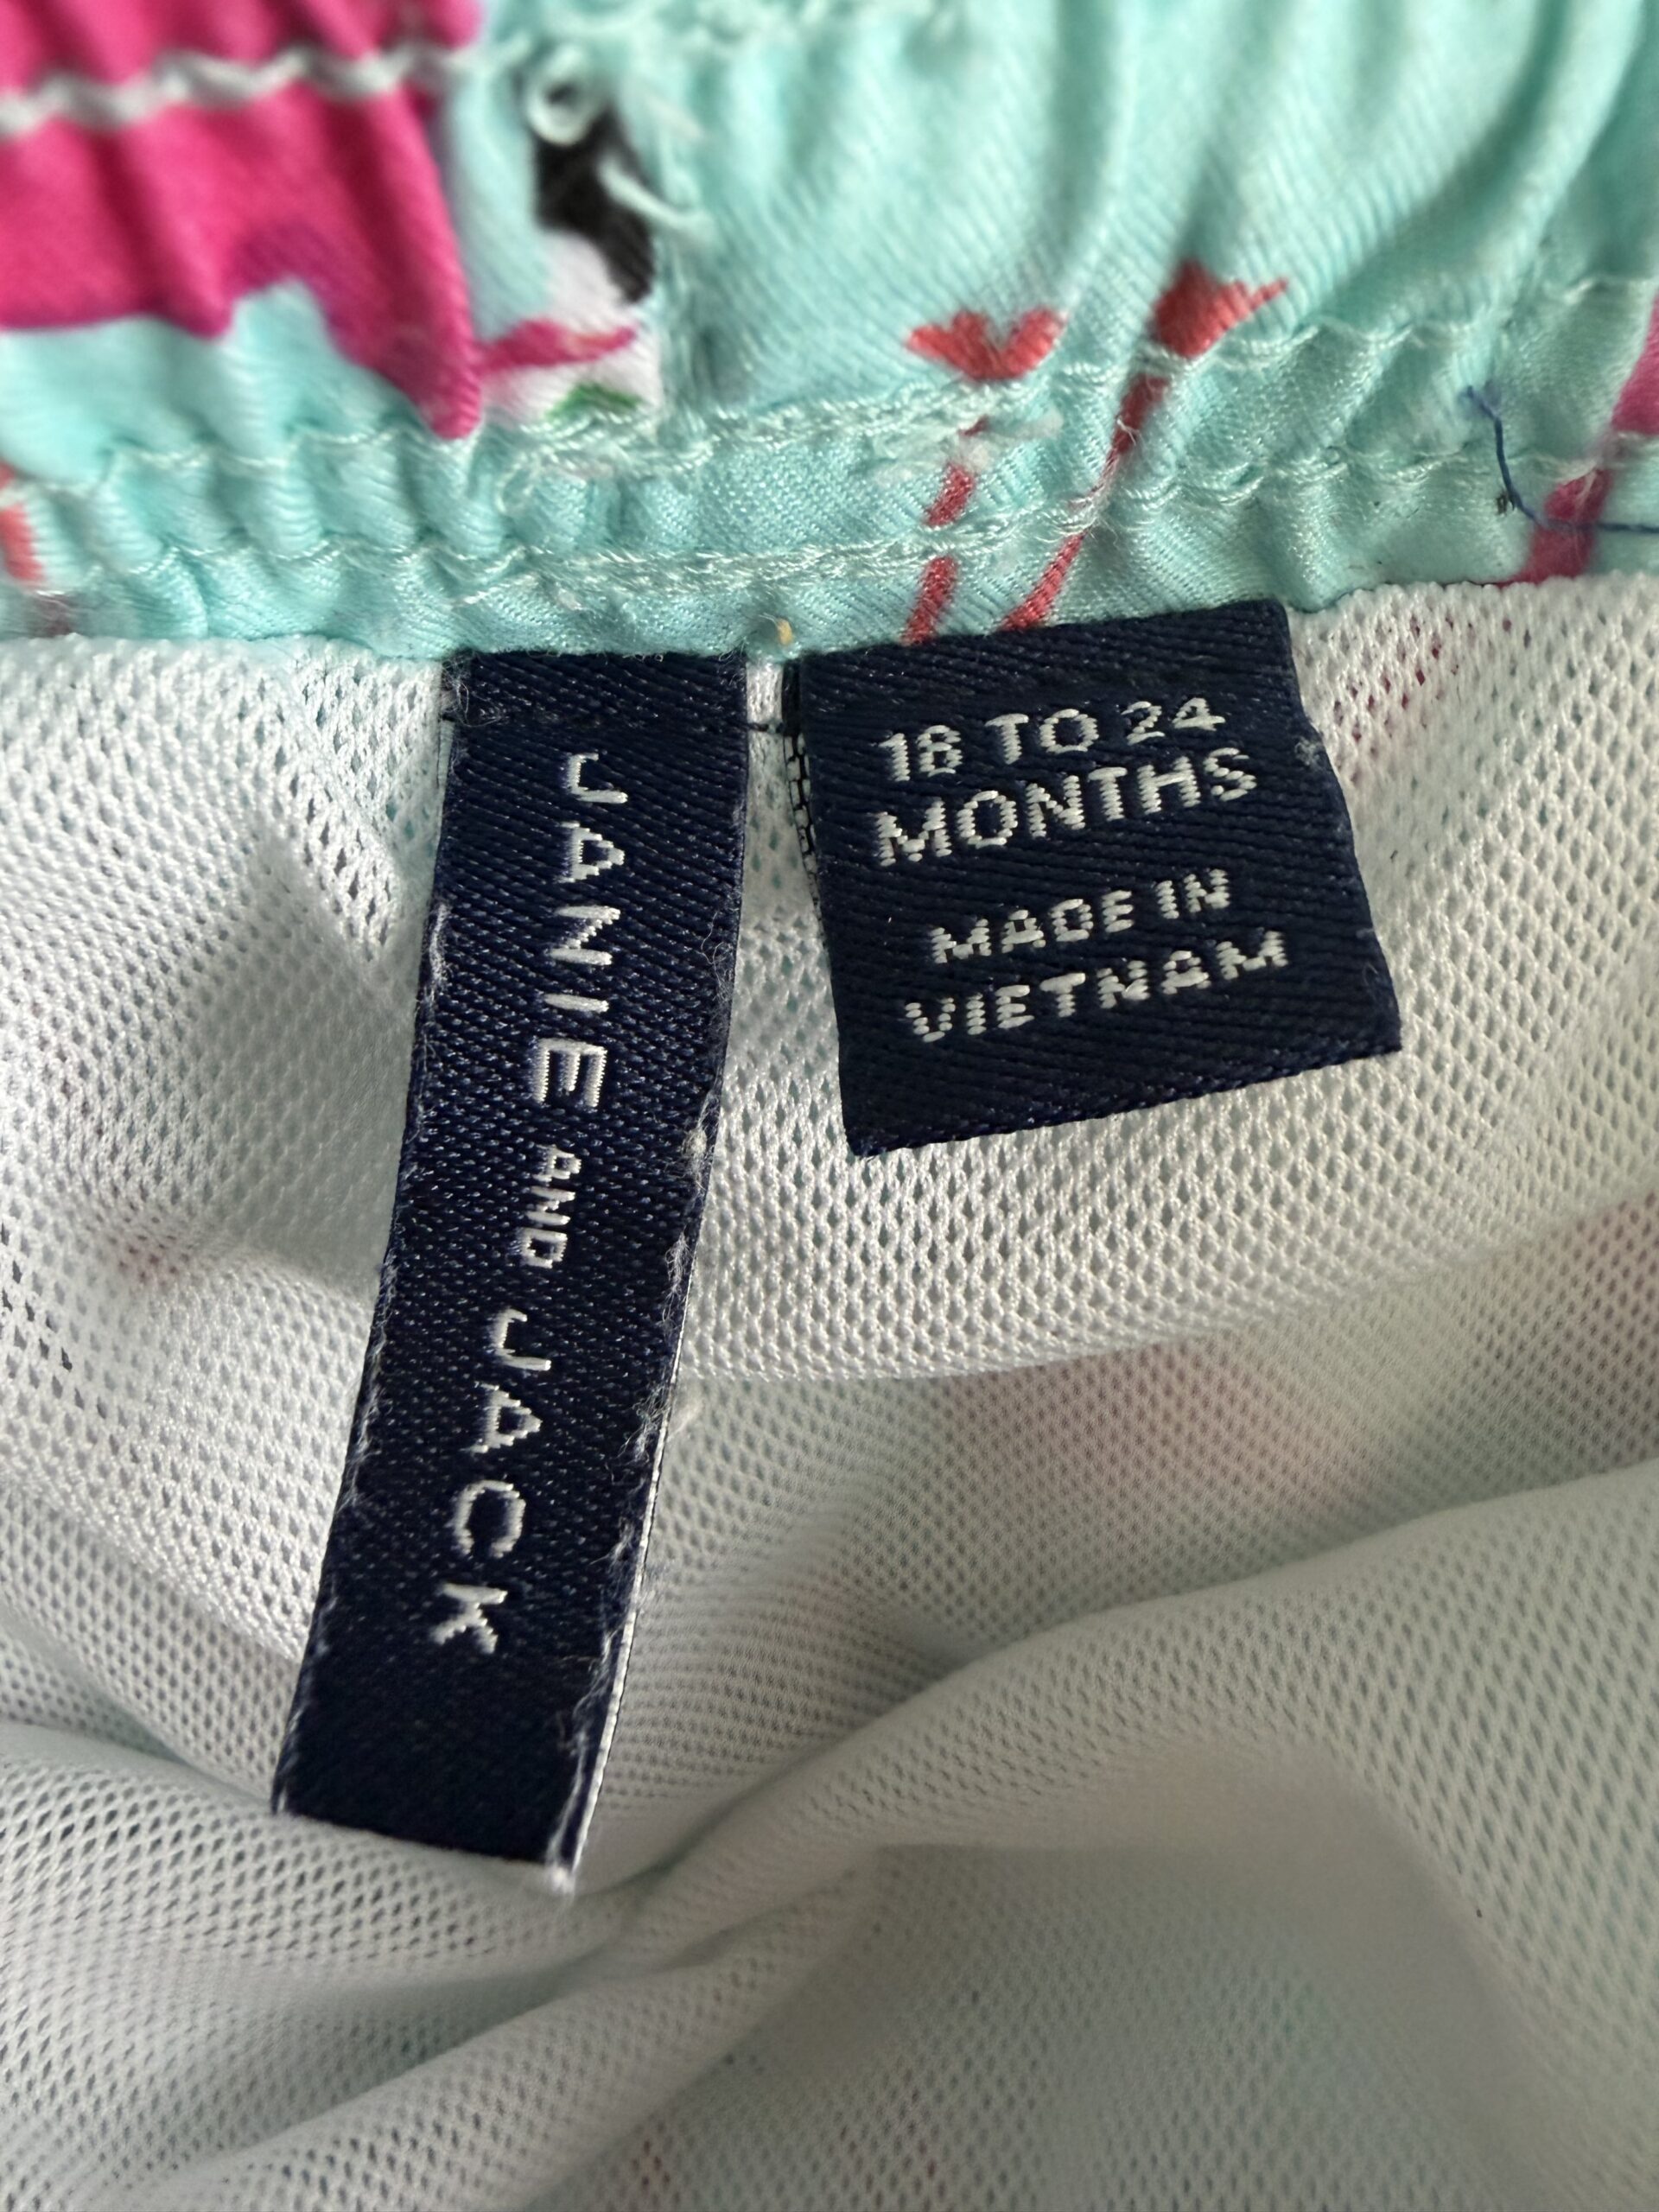 JANIE AND JACK
18 TO 24
MONTHS
MADE IN
VIETNAM